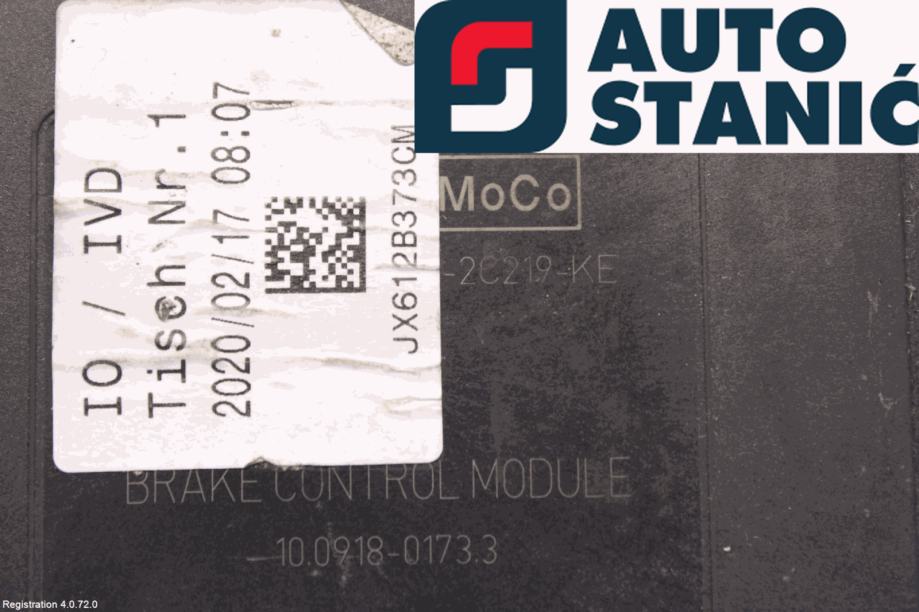 IO / IVD
Tisch Nr.1
2020/02/17 08:07
JX612B373CM
AUTO
STANIĆ
MoCo
-2C219-KE
BRAKE CONTROL MODULE
10.0918-0173.3
Registration 4.0.72.0